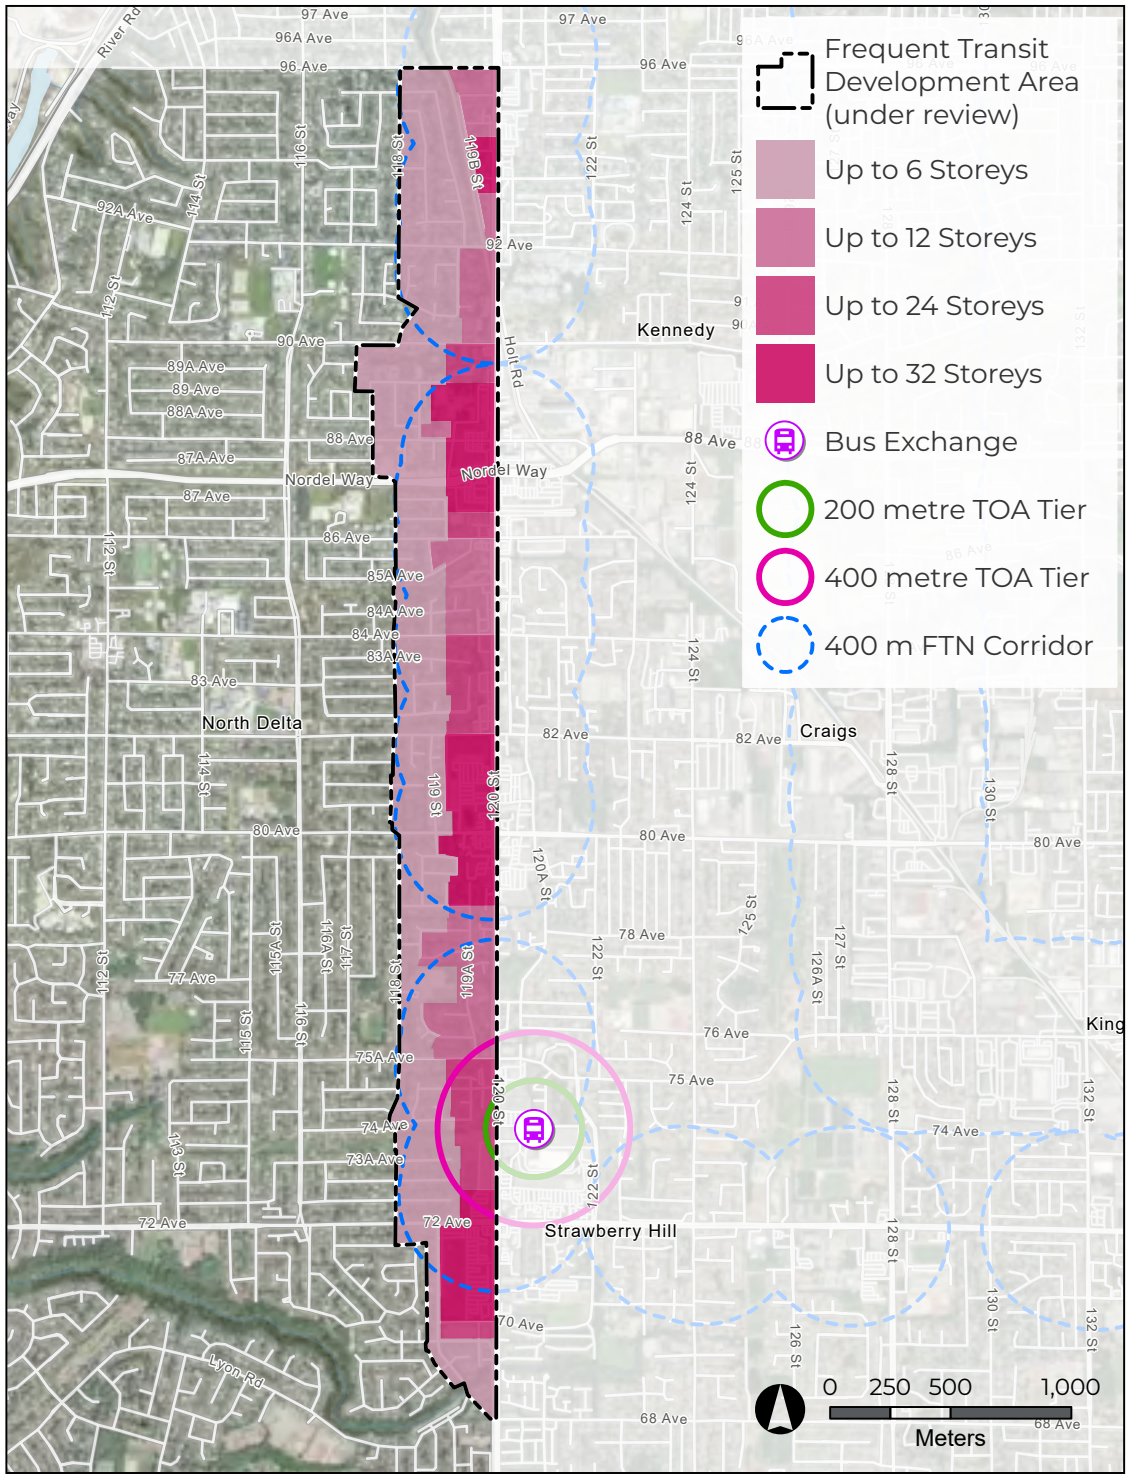 97 Ave
97 Ave
River Rd
96A Ave
96 Ave
96 Ave
Frequent Transit
Development Area
(under review)
Up to 6 Storeys
Up to 12 Storeys
Up to 24 Storeys
Up to 32 Storeys
Bus Exchange
200 metre TOA Tier
400 metre TOA Tier
400 m FTN Corridor
116 St
118 St
119B St
122 St
125 St
124 St
114 St
92A Ave
92 Ave
112 St
Kennedy
90 Ave
Holt Rd
89A Ave
89 Ave
88A Ave
88 Ave
88 Ave
87A Ave
Nordel Way
Nordel Way
124 St
87 Ave
86 Ave
86 Ave
112 St
85A Ave
84A Ave
84 Ave
83A Ave
124 St
83 Ave
North Delta
82 Ave
82 Ave
Craigs
114 St
119 St
120 St
128 St
130 St
80 Ave
80 Ave
80 Ave
120A St
125 St
78 Ave
115A St
116A St
117 St
112 St
118 St
119A St
122 St
127 St
126A St
77 Ave
115 St
116 St
76 Ave
King
75A Ave
75 Ave
120 St
128 St
132 St
74 Ave
74 Ave
113 St
73A Ave
122 St
72 Ave
72 Ave
Strawberry Hill
128 St
70 Ave
130 St
132 St
126 St
Lyon Rd
0 250 500 1,000
Meters
68 Ave
68 Ave